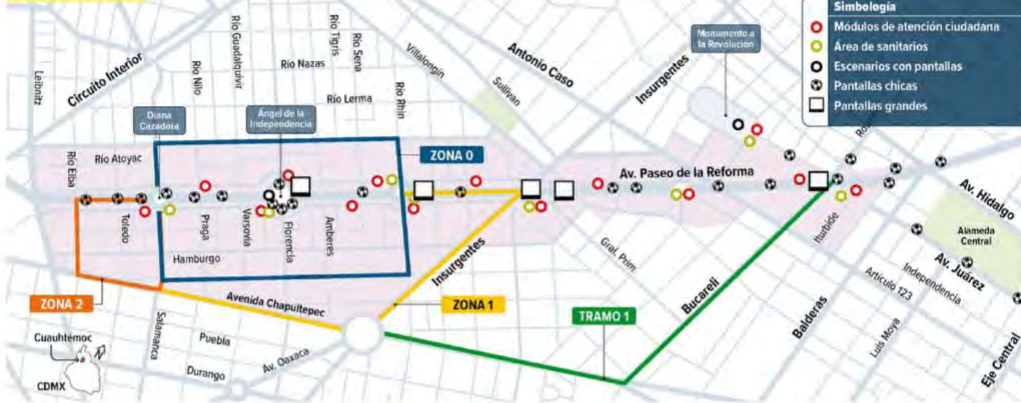 Simbología
Módulos de atención ciudadana
Área de sanitarios
Escenarios con pantallas
Pantallas chicas
Pantallas grandes
Leibnitz
Circuito Interior
Río Nilo
Río Guadalquivir
Río Tigris
Río Sena
Río Nazas
Río Lerma
Río Rhin
Villalongin
Sullivan
Antonio Caso
Insurgentes
Monumento a
la Revolución
Diana
Cazadora
Ángel de la
Independencia
ZONA 0
Río Elba
Río Atoyac
Av. Paseo de la Reforma
Av. Hidalgo
Toledo
Praga
Varsovia
Florencia
Amberes
Hamburgo
Insurgentes
Gral. Prim
Iturbide
Alameda
Central
Av. Juárez
Independencia
Artículo 123
Luis Moya
Balderas
Bucareli
Eje Central
ZONA 2
Avenida Chapultepec
ZONA 1
TRAMO 1
Salamanca
Puebla
Durango
Av. Oaxaca
Cuauhtémoc
CDMX